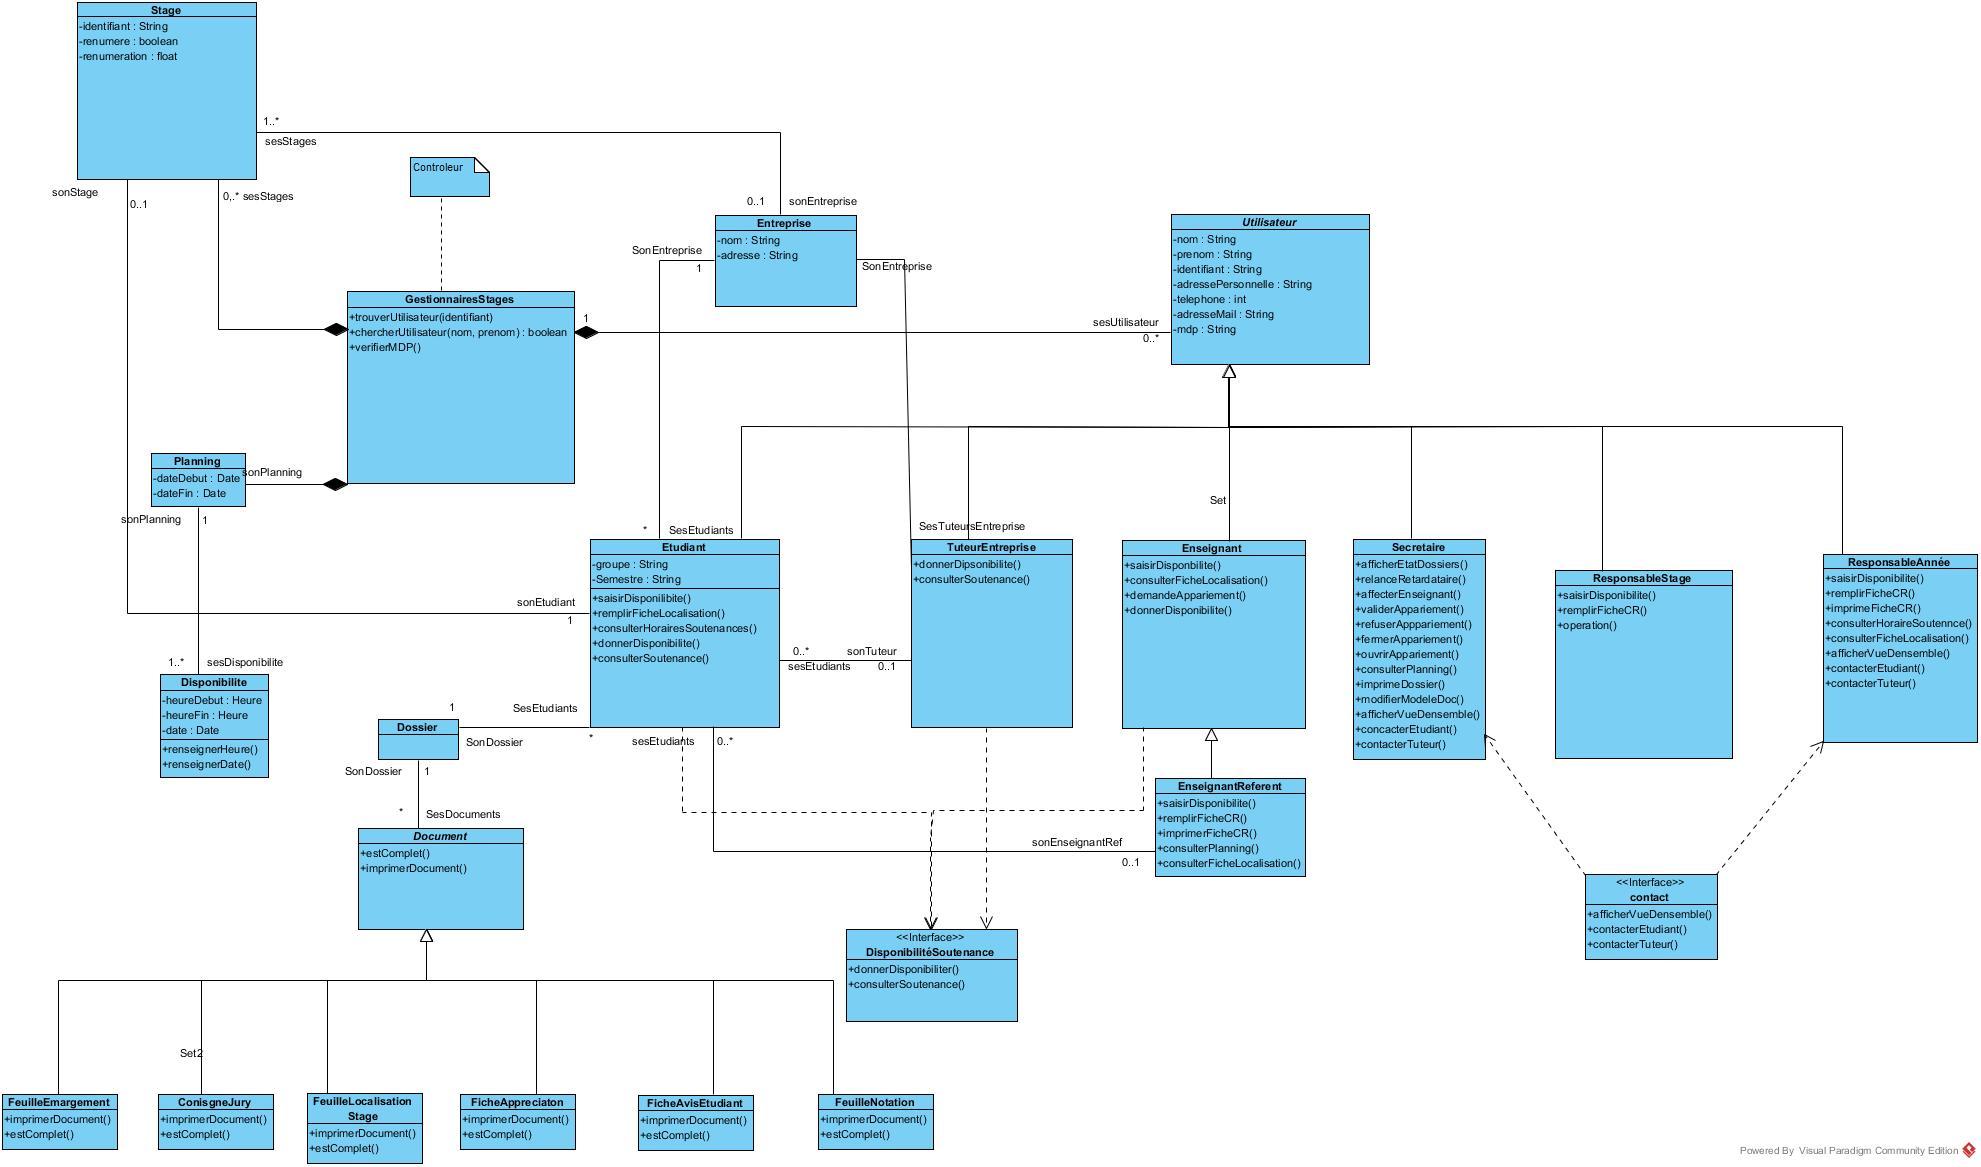 Stage
-identifiant : String
-renumere : boolean
-renumeration : float
1..*
sesStages
sonStage
0..1
0,.* sesStages
Controleur
0..1
sonEntreprise
Entreprise
-nom : String
-adresse : String
SonEntreprise
1
SonEntreprise
Utilisateur
-nom : String
-prenom : String
-identifiant : String
-adressePersonnelle : String
-telephone : int
-adresseMail : String
-mdp : String
GestionnairesStages
+trouverUtilisateur(identifiant)
+chercherUtilisateur(nom, prenom) : boolean
+verifierMDP()
1
sesUtilisateur
0..*
Planning
-dateDebut : Date
-dateFin : Date
sonPlanning
sonPlanning
1
Set
*
SesEtudiants
SesTuteursEntreprise
Etudiant
-groupe : String
-Semestre : String
+saisirDisponilibite()
+remplirFicheLocalisation()
+consulterHorairesSoutenances()
+donnerDisponibilite()
+consulterSoutenance()
sonEtudiant
1
TuteurEntreprise
+donnerDipsonibilite()
+consulterSoutenance()
0..*
sesEtudiants
sonTuteur
0..1
Enseignant
+saisirDisponbilite()
+consulterFicheLocalisation()
+demandeAppariement()
+donnerDisponibilite()
Secretaire
+afficherEtatDossiers()
+relanceRetardataire()
+affecterEnseignant()
+validerAppariement()
+refuserApppariement()
+fermerAppariement()
+ouvrirAppariement()
+consulterPlanning()
+imprimeDossier()
+modifierModeleDoc()
+afficherVueDensemble()
+concacterEtudiant()
+contacterTuteur()
ResponsableStage
+saisirDisponibilite()
+remplirFicheCR()
+operation()
ResponsableAnnée
+saisirDisponibilite()
+remplirFicheCR()
+imprimeFicheCR()
+consulterHoraireSoutennce()
+consulterFicheLocalisation()
+afficherVueDensemble()
+contacterEtudiant()
+contacterTuteur()
1..*
sesDisponibilite
Disponibilite
-heureDebut : Heure
-heureFin : Heure
-date : Date
+renseignerHeure()
+renseignerDate()
1
SesEtudiants
Dossier
SonDossier
*
sesEtudiants
0..*
SonDossier
1
*
SesDocuments
Document
+estComplet()
+imprimerDocument()
EnseignantReferent
+saisirDisponibilite()
+remplirFicheCR()
+imprimerFicheCR()
+consulterPlanning()
+consulterFicheLocalisation()
sonEnseignantRef
0..1
<<Interface>>
contact
+afficherVueDensemble()
+contacterEtudiant()
+contacterTuteur()
<<Interface>>
DisponibilitéSoutenance
+donnerDisponibiliter()
+consulterSoutenance()
Set2
FeuilleEmargement
+imprimerDocument()
+estComplet()
ConisgneJury
+imprimerDocument()
+estComplet()
FeuilleLocalisation
Stage
+imprimerDocument()
+estComplet()
FicheAppreciaton
+imprimerDocument()
+estComplet()
FicheAvisEtudiant
+imprimerDocument()
+estComplet()
FeuilleNotation
+imprimerDocument()
+estComplet()
Powered By Visual Paradigm Community Edition